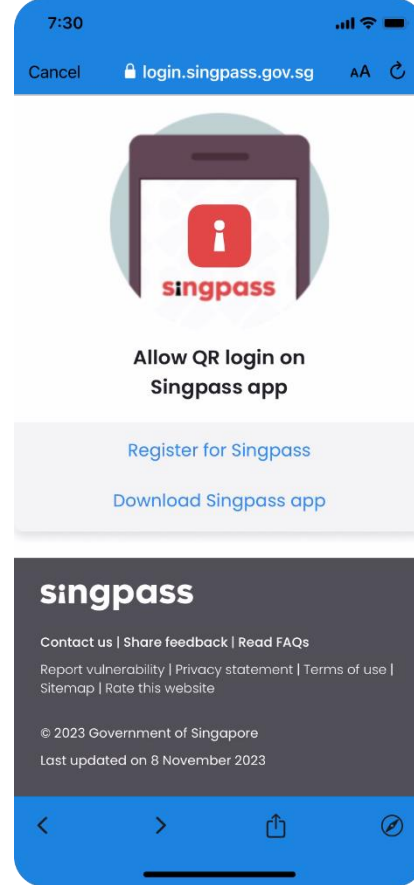 7:30
Cancel login.singpass.gov.sg AA
singpass
Allow QR login on
Singpass app
Register for Singpass
Download Singpass app
singpass
Contact us | Share feedback | Read FAQs
Report vulnerability | Privacy statement | Terms of use |
Sitemap | Rate this website
© 2023 Government of Singapore
Last updated on 8 November 2023